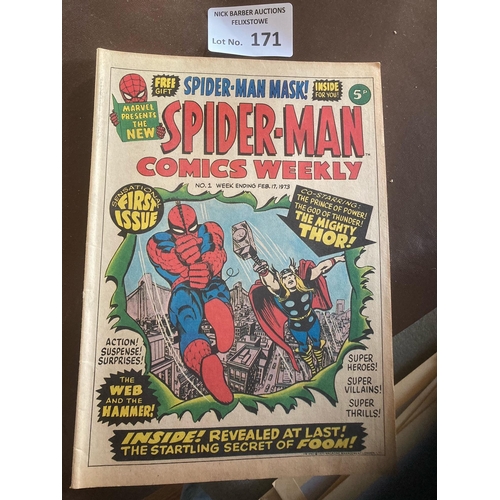 NICK BARBER AUCTIONS
FELIXSTOWE
Lot No. 171
FREE
GIFT
SPIDER-MAN MASK!
INSIDE
FOR YOU!
5P
MARVEL
PRESENTS
THE
NEW
SPIDER-MAN
TM
COMICS WEEKLY
NO. 1 WEEK ENDING FEB. 17, 1973
SENSATIONAL
FIRST
ISSUE
CO-STARRING:
THE PRINCE OF POWER!
THE GOD OF THUNDER!
THE MIGHTY
THOR!
ACTION!
SUSPENSE!
SURPRISES!
THE
WEB
AND THE
HAMMER!
SUPER
HEROES!
SUPER
VILLAINS!
SUPER
THRILLS!
INSIDE! REVEALED AT LAST!
THE STARTLING SECRET OF FOOM!